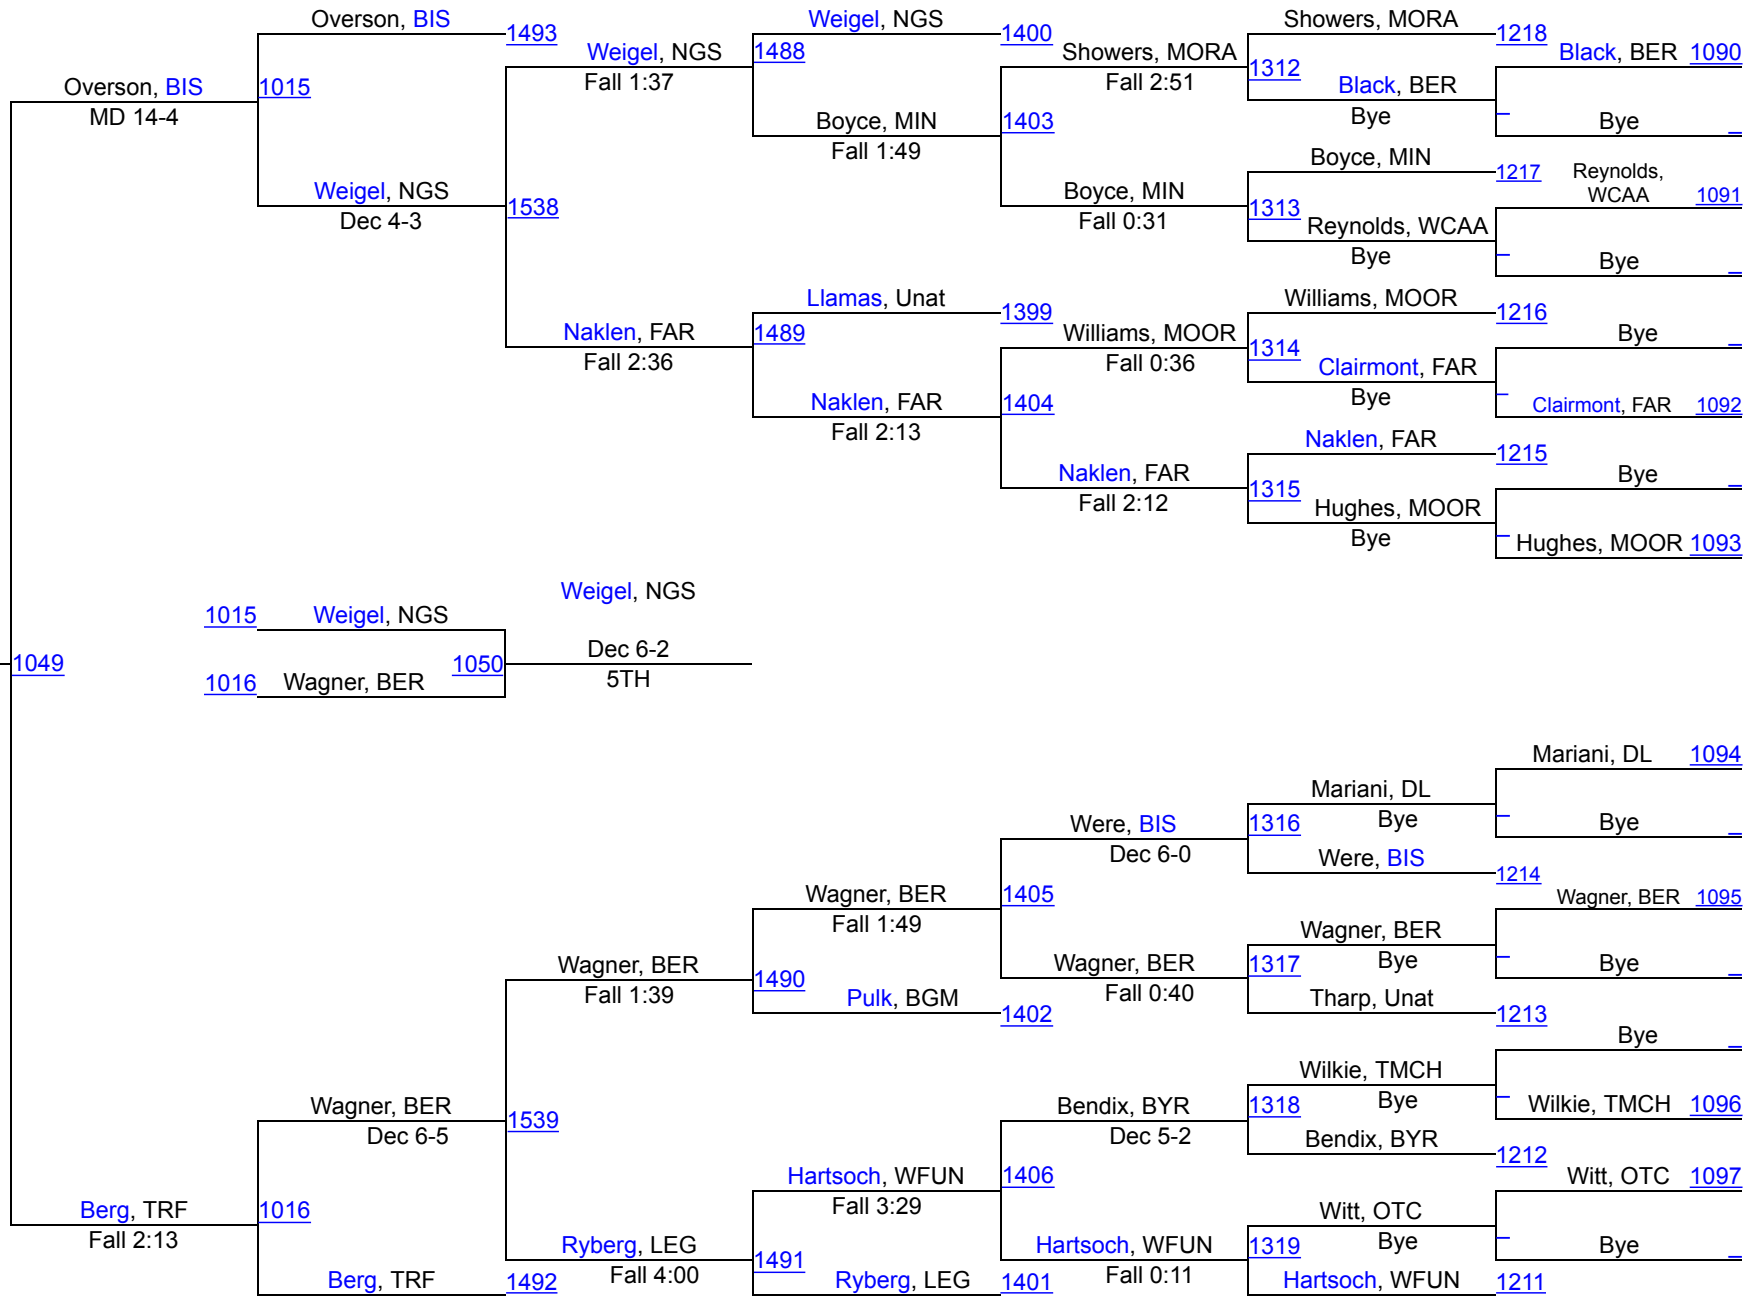 Overson, BIS
1493
Weigel, NGS
1400
Showers, MORA
1218
Weigel, NGS
1488
Fall 1:37
Showers, MORA
1312
Fall 2:51
Black, BER 1090
Overson, BIS
1015
MD 14-4
Black, BER
Bye
Bye
Boyce, MIN
1403
Fall 1:49
Boyce, MIN
1217
Reynolds,
WCAA 1091
Weigel, NGS
1538
Dec 4-3
Boyce, MIN
1313
Fall 0:31
Reynolds, WCAA
Bye
Bye
Llamas, Unat
1399
Williams, MOOR
1216
Naklen, FAR
1489
Fall 2:36
Williams, MOOR
1314
Fall 0:36
Bye
Clairmont, FAR
Bye
Clairmont, FAR 1092
Naklen, FAR
1404
Fall 2:13
Naklen, FAR
1215
Naklen, FAR
1315
Fall 2:12
Bye
Hughes, MOOR
Bye
Hughes, MOOR 1093
Weigel, NGS
1015 Weigel, NGS
Dec 6-2
1049
1050
5TH
1016 Wagner, BER
Mariani, DL 1094
Mariani, DL
Bye
Were, BIS
1316
Dec 6-0
Bye
Were, BIS
1214
Wagner, BER
1405
Fall 1:49
Wagner, BER 1095
Wagner, BER
Bye
Wagner, BER
1317
Fall 0:40
Bye
Wagner, BER
1490
Fall 1:39
Pulk, BGM
1402
Tharp, Unat
1213
Bye
Wilkie, TMCH
Bye
Wagner, BER
1539
Dec 6-5
Bendix, BYR
1318
Dec 5-2
Wilkie, TMCH 1096
Bendix, BYR
1212
Hartsoch, WFUN
1406
Fall 3:29
Witt, OTC 1097
Berg, TRF
1016
Fall 2:13
Witt, OTC
Bye
Ryberg, LEG
1491
Fall 4:00
Hartsoch, WFUN
1319
Fall 0:11
Bye
Berg, TRF
1492
Ryberg, LEG
1401
Hartsoch, WFUN
1211